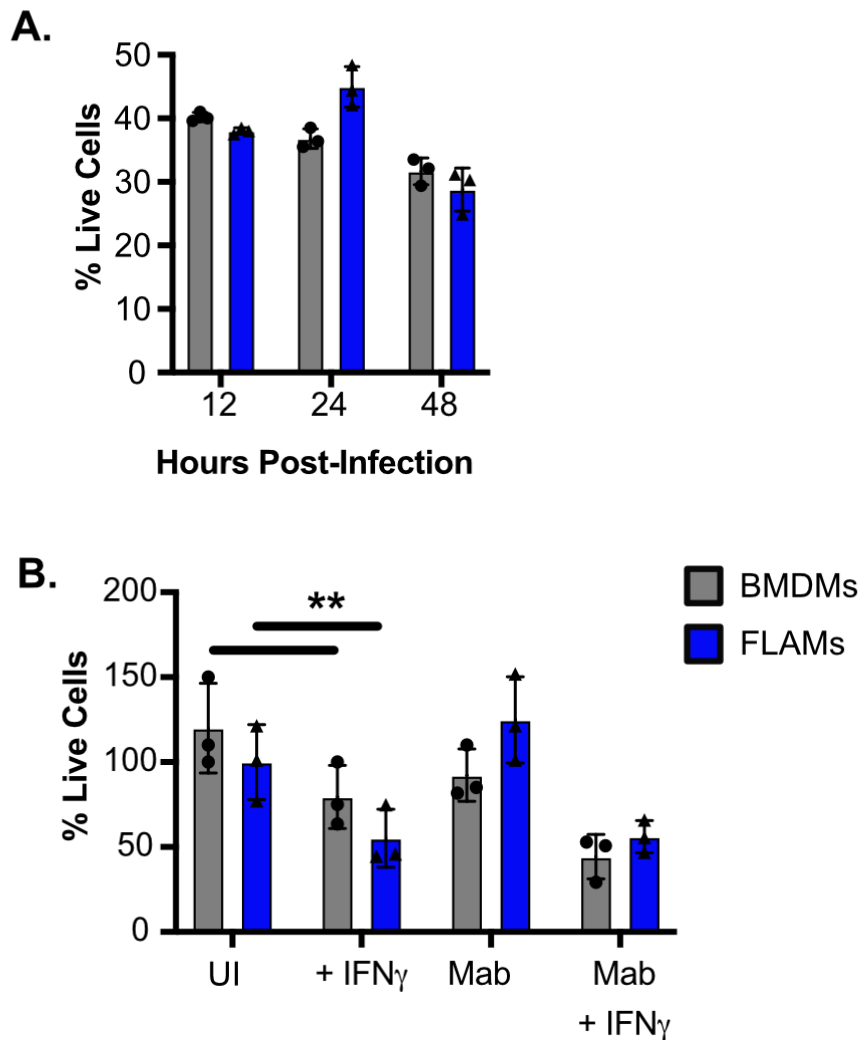 A.
% Live Cells
50
40
30
20
10
0
12 24 48
Hours Post-Infection
B.
% Live Cells
200
150
100
50
0
**
BMDMs
FLAMs
UI + IFNγ Mab Mab
+ IFNγ